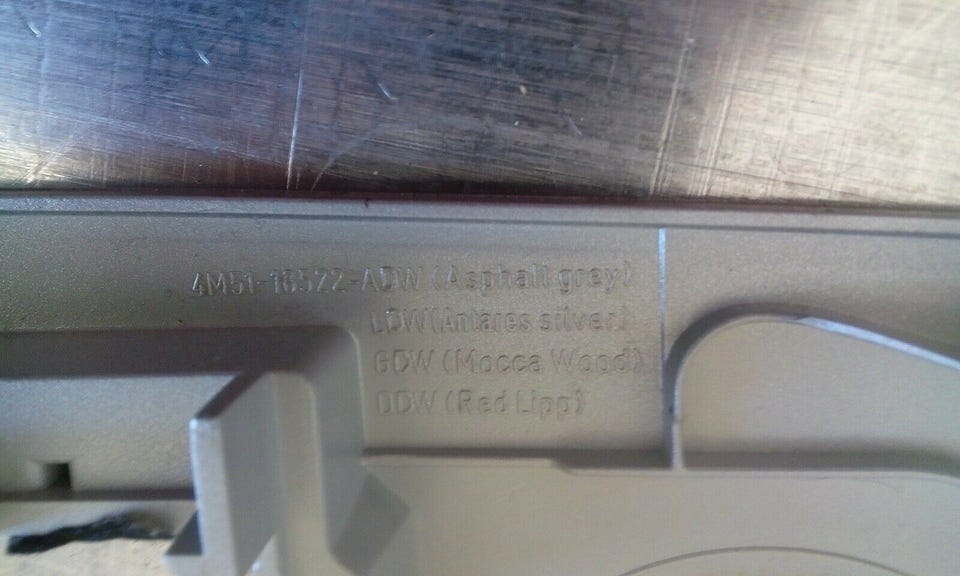 4M51-18522-ADW (Asphalt grey)
LDW(Antares silver)
GDW (Mocca Wood)
DDW (Red Lipp)